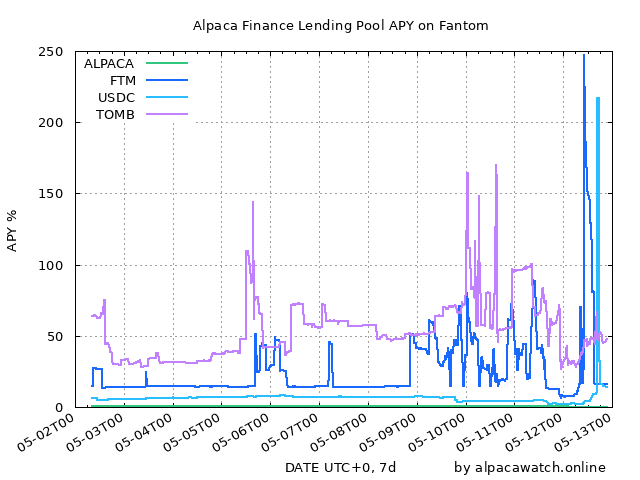 Alpaca Finance Lending Pool APY on Fantom
250
200
150
100
50
0
APY %
ALPACA
FTM
USDC
TOMB
05-02T00
05-03T00
05-04T00
05-05T00
05-06T00
05-07T00
05-08T00
05-09T00
05-10T00
05-11T00
05-12T00
05-13T00
DATE UTC+0, 7d
by alpacawatch.online